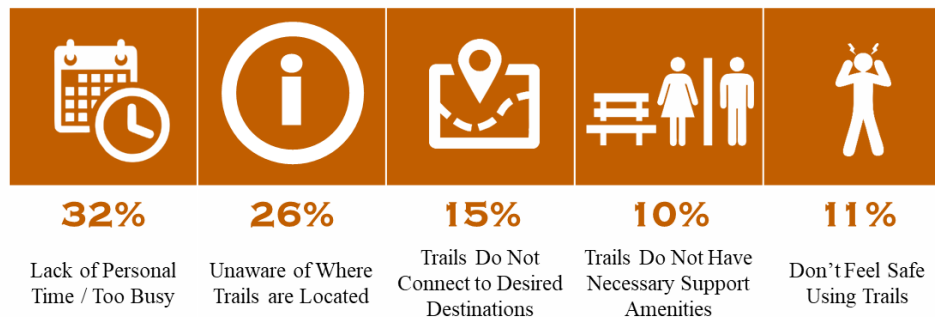 32%
Lack of Personal
Time / Too Busy
26%
Unaware of Where
Trails are Located
15%
Trails Do Not
Connect to Desired
Destinations
10%
Trails Do Not Have
Necessary Support
Amenities
11%
Don't Feel Safe
Using Trails